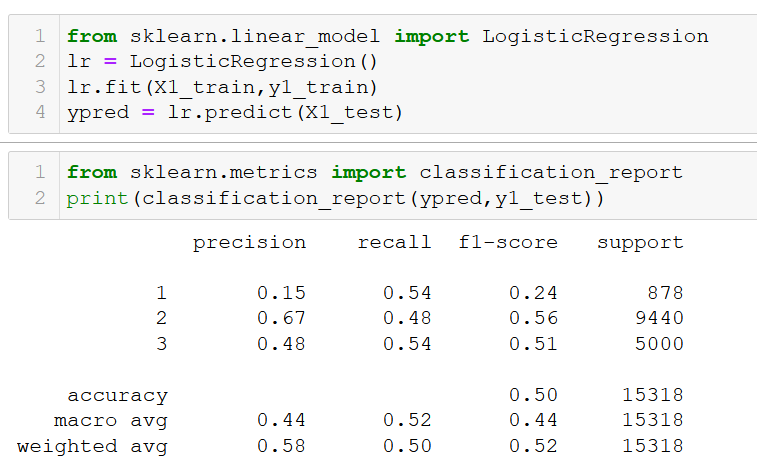 1 from sklearn.linear_model import LogisticRegression
2 lr = LogisticRegression()
3 lr.fit(X1_train,y1_train)
4 ypred = lr.predict(X1_test)
1 from sklearn.metrics import classification_report
2 print(classification_report(ypred,y1_test))
precision recall f1-score support
1 0.15 0.54 0.24 878
2 0.67 0.48 0.56 9440
3 0.48 0.54 0.51 5000
accuracy 0.50 15318
macro avg 0.44 0.52 0.44 15318
weighted avg 0.58 0.50 0.52 15318